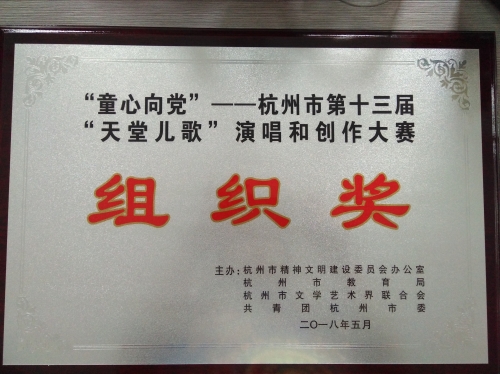 “童心向党”——杭州市第十三届
“天堂儿歌”演唱和创作大赛
组织奖
主办:杭州市精神文明建设委员会办公室
杭州市教育局
杭州市文学艺术界联合会
共青团杭州市委
二〇一八年五月